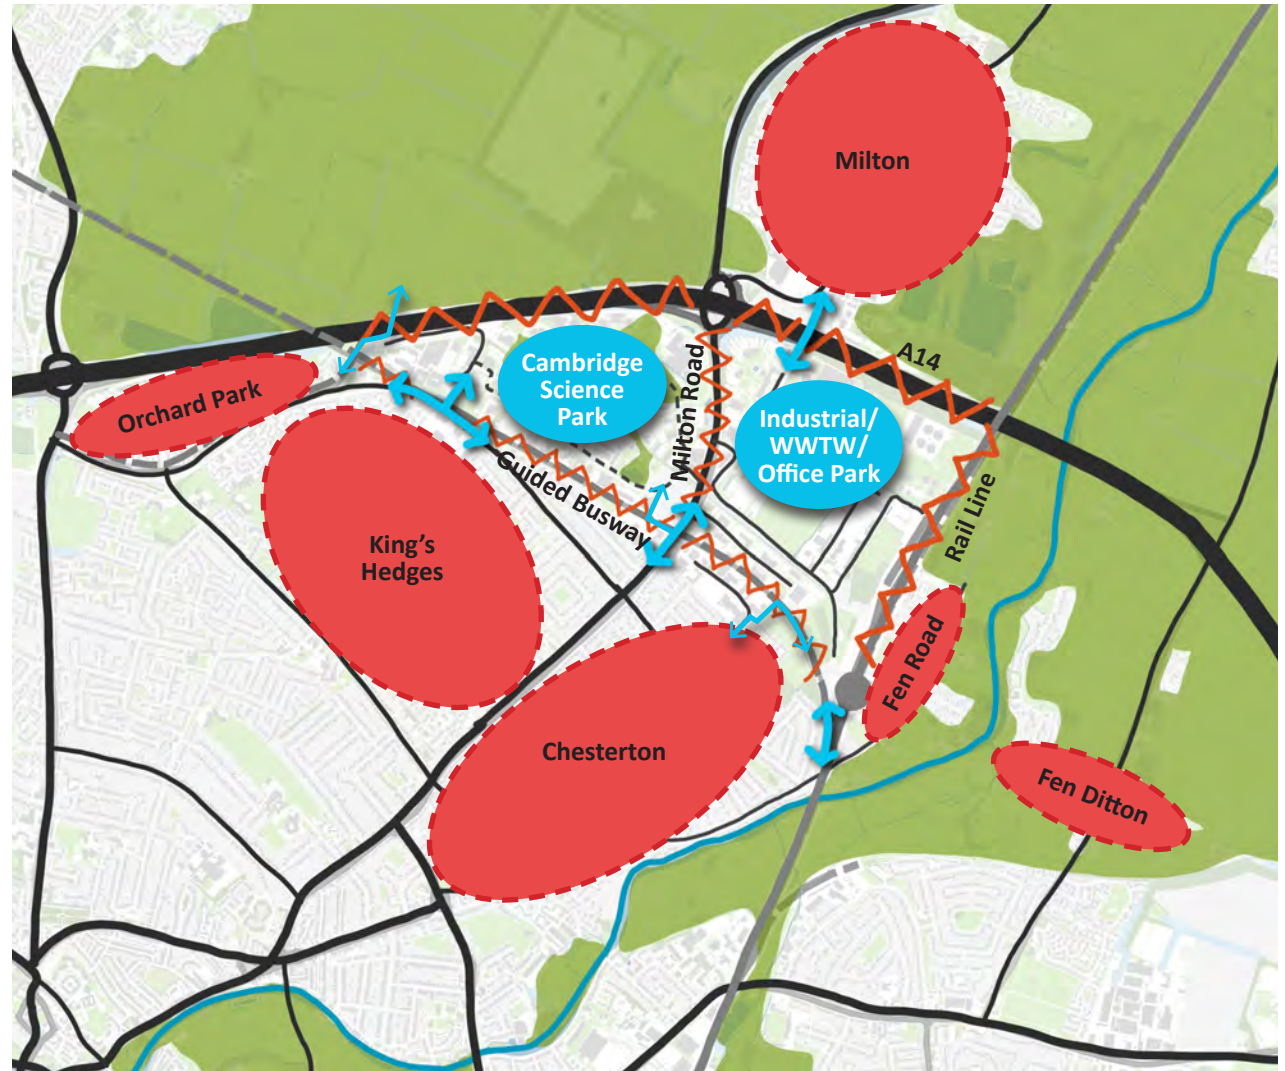 Milton
A14
Cambridge
Science
Park
Milton Road
Orchard Park
Industrial/
WWTW/
Office Park
Guided Busway
Rail Line
King's
Hedges
Fen Road
Chesterton
Fen Ditton